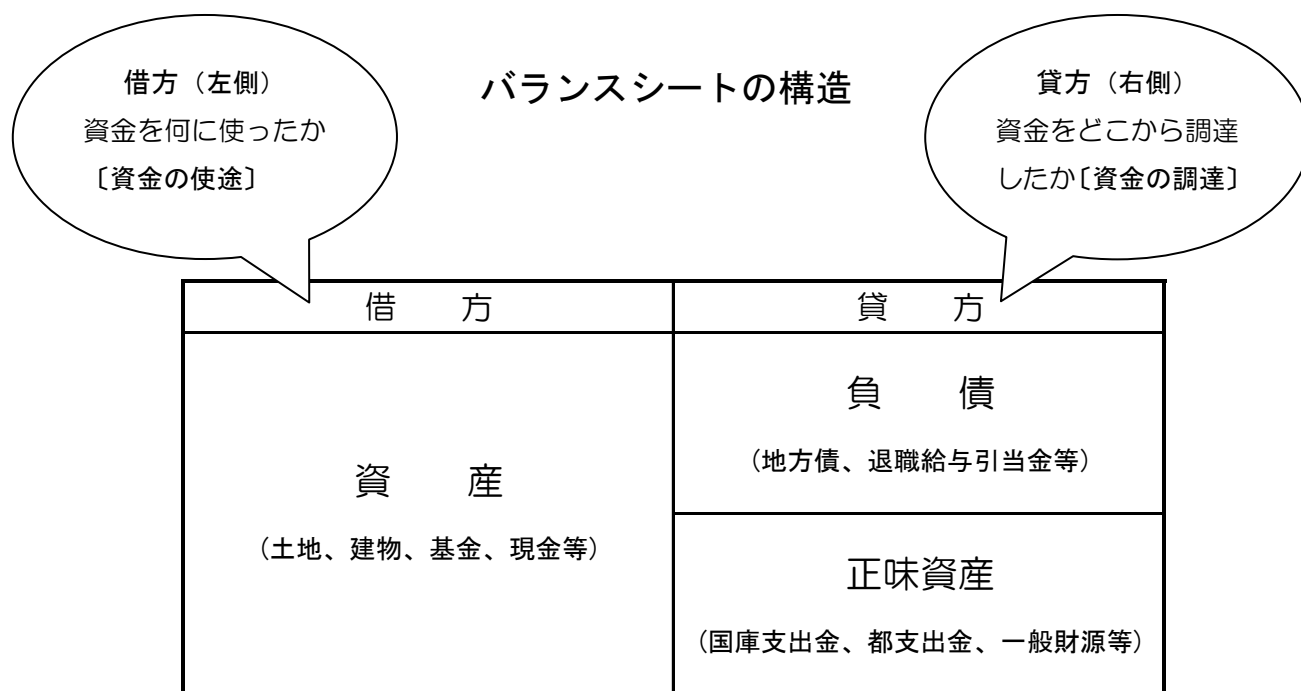 バランスシートの構造
借方（左側）
資金を何に使ったか
〔資金の使途〕
貸方（右側）
資金をどこから調達
したか〔資金の調達〕
借　方
貸　方
資　産
（土地、建物、基金、現金等）
負　債
（地方債、退職給与引当金等）
正味資産
（国庫支出金、都支出金、一般財源等）